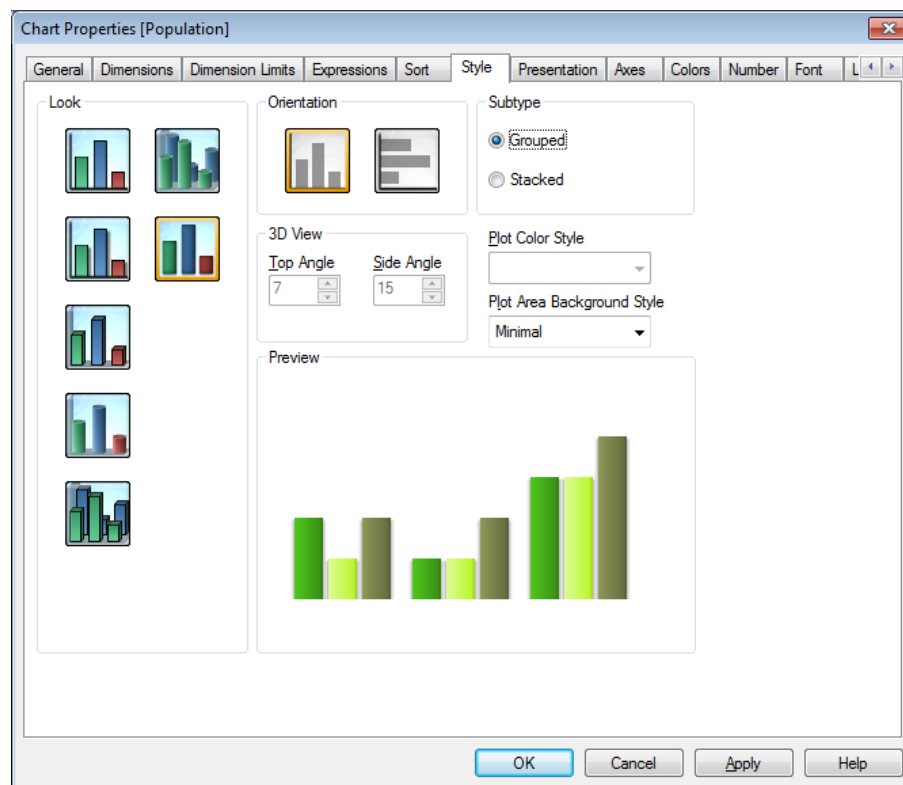 Chart Properties [Population]
General Dimensions Dimension Limits Expressions Sort Style Presentation Axes Colors Number Font L
Look
Orientation
Subtype
Grouped
Stacked
3D View
Top Angle Side Angle
7 15
Plot Color Style
Plot Area Background Style
Minimal
Preview
OK Cancel Apply Help